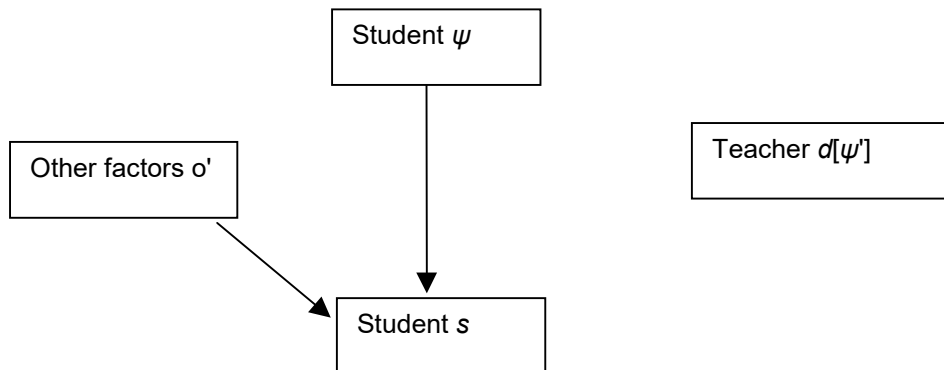 Student ψ
Other factors o'
Teacher d[ψ']
Student s